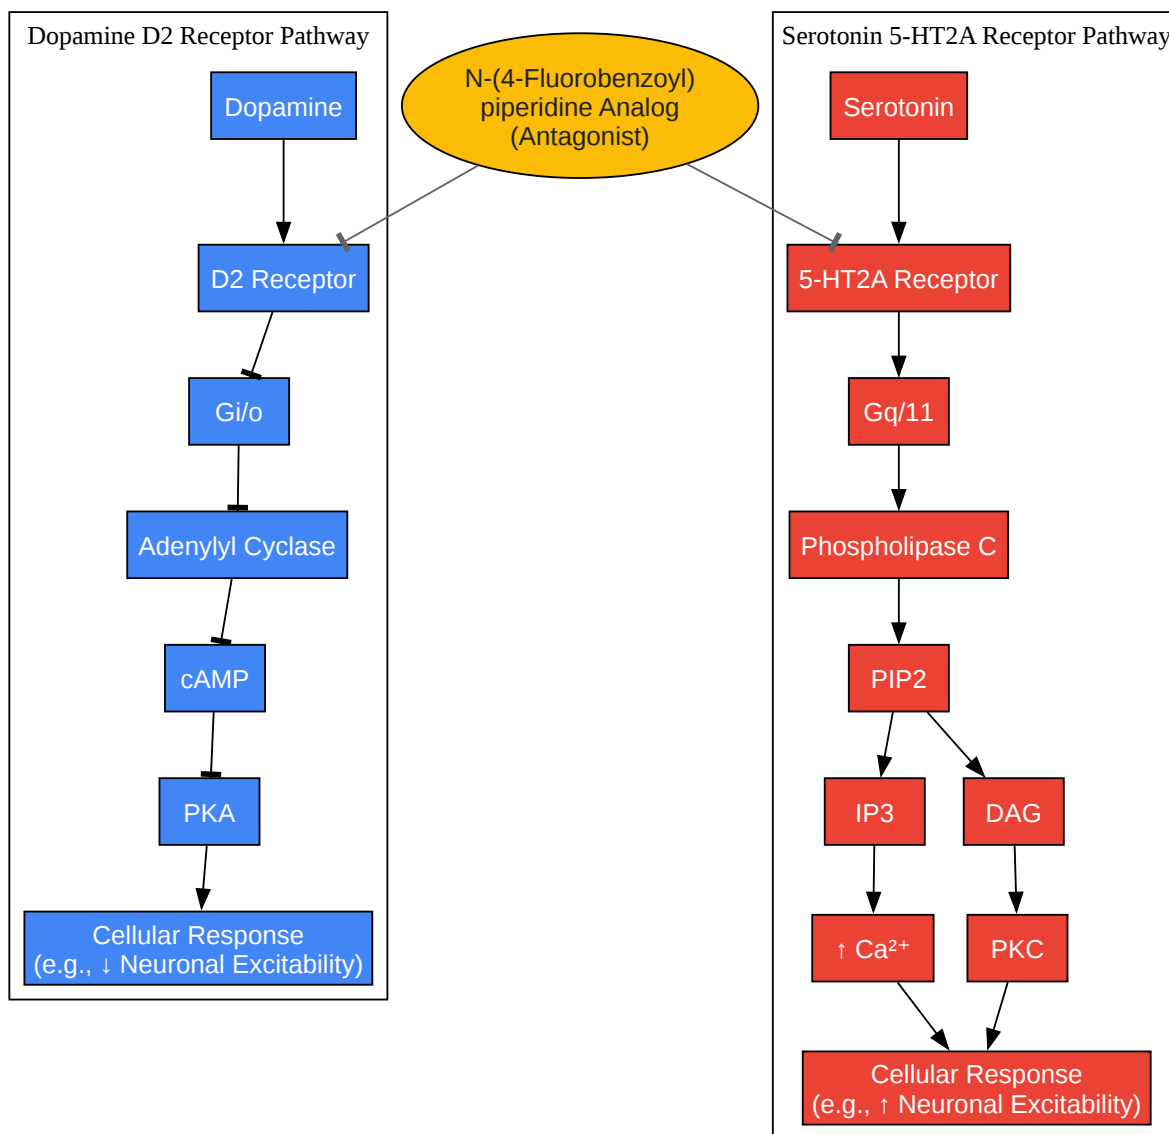 Dopamine D2 Receptor Pathway
Dopamine
D2 Receptor
Gi/o
Adenylyl Cyclase
cAMP
PKA
Cellular Response
(e.g., ↓ Neuronal Excitability)
N-(4-Fluorobenzoyl)
piperidine Analog
(Antagonist)
Serotonin 5-HT2A Receptor Pathway
Serotonin
5-HT2A Receptor
Gq/11
Phospholipase C
PIP2
IP3
DAG
↑ Ca²⁺
PKC
Cellular Response
(e.g., ↑ Neuronal Excitability)